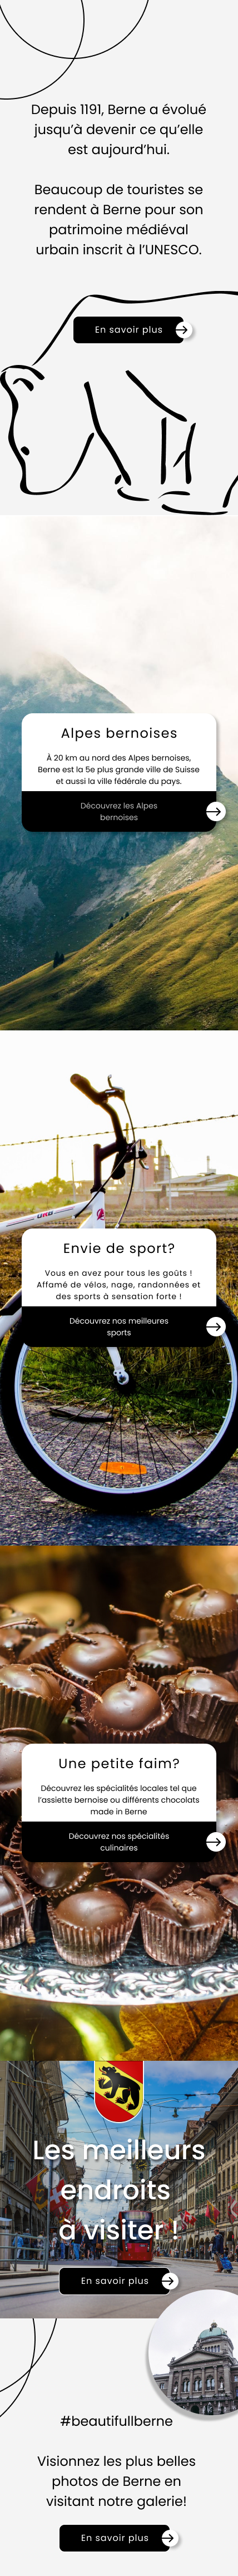 Depuis 1191, Berne a évolué
jusqu'à devenir ce qu'elle
est aujourd'hui.
Beaucoup de touristes se
rendent à Berne pour son
patrimoine médiéval
urbain inscrit à l'UNESCO.
En savoir plus
Alpes bernoises
À 20 km au nord des Alpes bernoises,
Berne est la 5e plus grande ville de Suisse
et aussi la ville fédérale du pays.
Découvrez les Alpes
bernoises
Envie de sport?
Vous en avez pour tous les goûts !
Affamé de vélos, nage, randonnées et
des sports à sensation forte !
Découvrez nos meilleures
sports
Une petite faim?
Découvrez les spécialités locales tel que
l'assiette bernoise ou différents chocolats
made in Berne
Découvrez nos spécialités
culinaires
Les meilleurs
endroits
à visiter !
En savoir plus
#beautifullberne
Visionnez les plus belles
photos de Berne en
visitant notre galerie!
En savoir plus